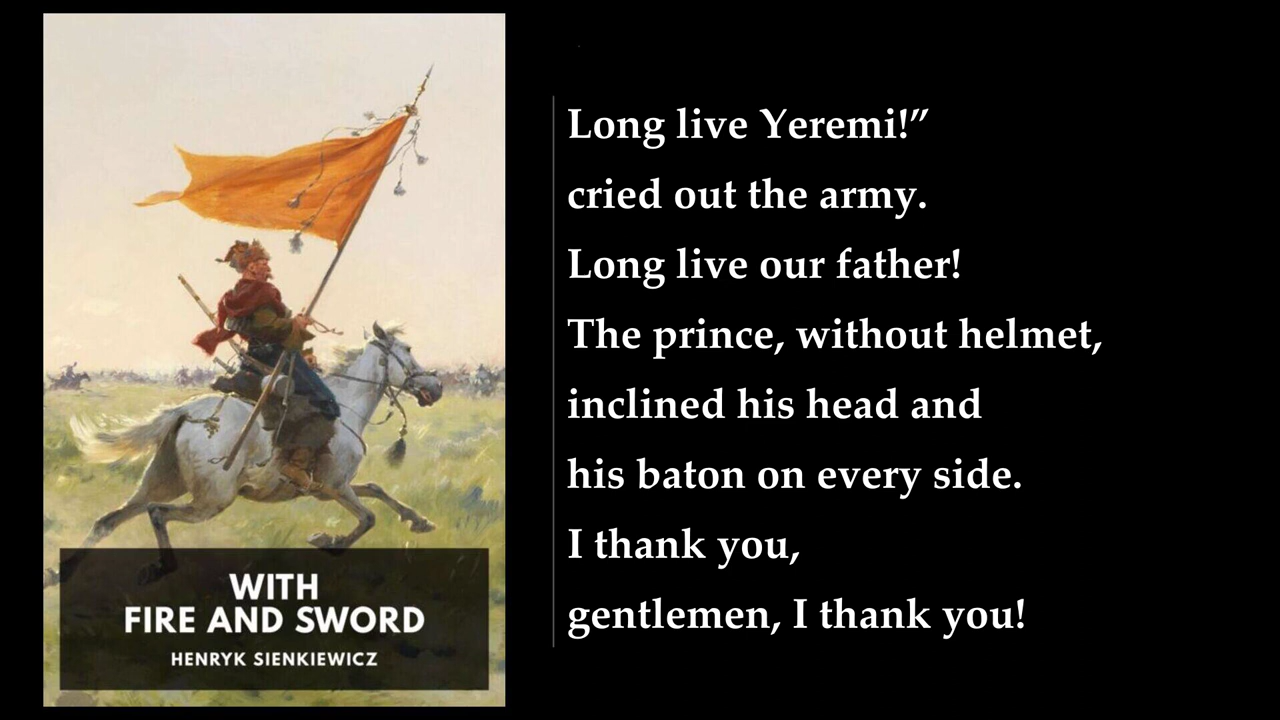 WITH
FIRE AND SWORD
HENRYK SIENKIEWICZ
Long live Yeremi!”
cried out the army.
Long live our father!
The prince, without helmet,
inclined his head and
his baton on every side.
I thank you,
gentlemen, I thank you!